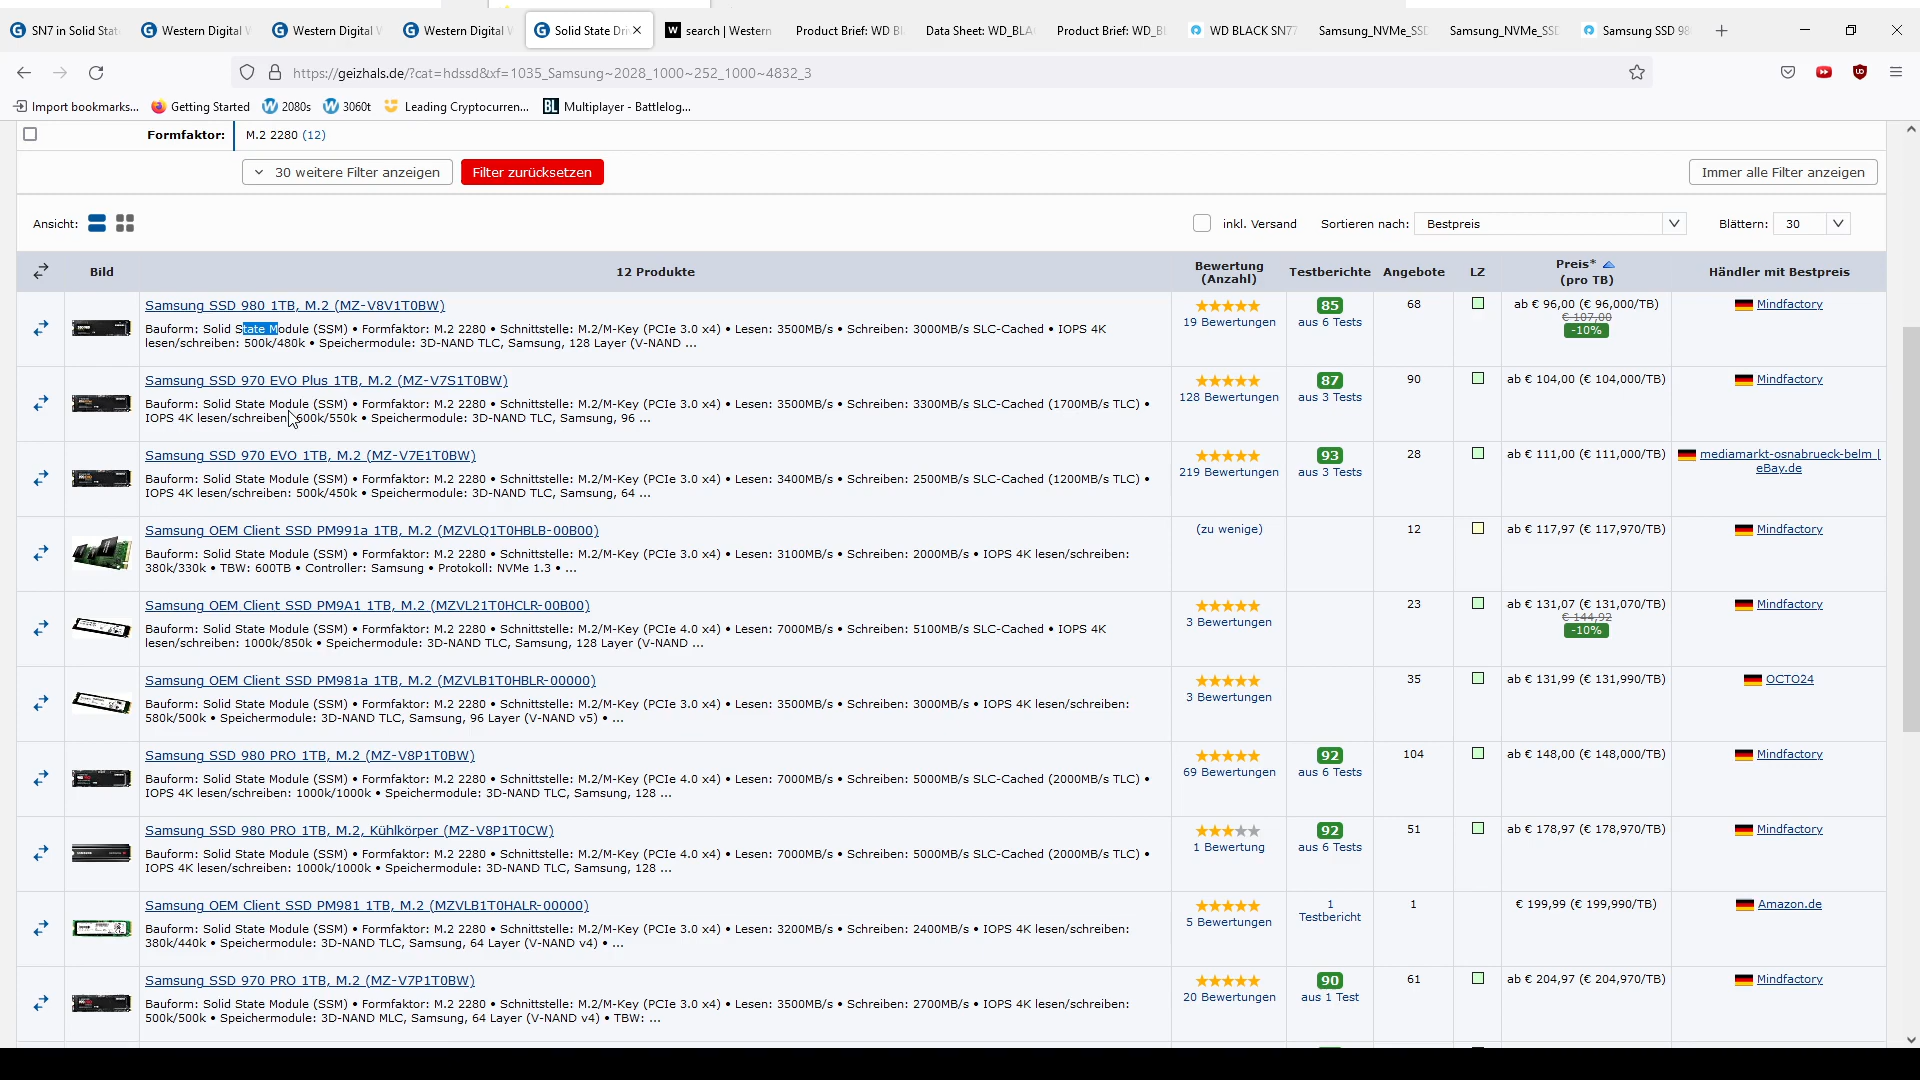 SN7 in Solid Stat
Western Digital W
Western Digital W
Western Digital W
Solid State Dri
search | Western
Product Brief: WD BL
Data Sheet: WD_BLA
Product Brief: WD_BL
WD BLACK SN77
Samsung_NVMe_SSD
Samsung_NVMe_SSD
Samsung SSD 98
https://geizhals.de/?cat=hdssd&xf=1035_Samsung~2028_1000~252_1000~4832_3
Import bookmarks...
Getting Started
2080s
3060t
Leading Cryptocurren...
BL
Multiplayer - Battlelog...
Formfaktor:
M.2 2280 (12)
30 weitere Filter anzeigen
Filter zurücksetzen
Immer alle Filter anzeigen
Ansicht:
inkl. Versand
Sortieren nach:
Bestpreis
Blättern:
30
Bild
12 Produkte
Bewertung
(Anzahl)
Testberichte
Angebote
LZ
Preis*
(pro TB)
Händler mit Bestpreis
Samsung SSD 980 1TB, M.2 (MZ-V8V1T0BW)
Bauform: Solid State Module (SSM) • Formfaktor: M.2 2280 • Schnittstelle: M.2/M-Key (PCIe 3.0 x4) • Lesen: 3500MB/s • Schreiben: 3000MB/s SLC-Cached • IOPS 4K
lesen/schreiben: 500k/480k • Speichermodule: 3D-NAND TLC, Samsung, 128 Layer (V-NAND ...
19 Bewertungen
85
aus 6 Tests
68
ab € 96,00 (€ 96,000/TB)
€ 107,00
-10%
Mindfactory
Samsung SSD 970 EVO Plus 1TB, M.2 (MZ-V7S1T0BW)
Bauform: Solid State Module (SSM) • Formfaktor: M.2 2280 • Schnittstelle: M.2/M-Key (PCIe 3.0 x4) • Lesen: 3500MB/s • Schreiben: 3300MB/s SLC-Cached (1700MB/s TLC) •
IOPS 4K lesen/schreiben: 600k/550k • Speichermodule: 3D-NAND TLC, Samsung, 96 ...
128 Bewertungen
87
aus 3 Tests
90
ab € 104,00 (€ 104,000/TB)
Mindfactory
Samsung SSD 970 EVO 1TB, M.2 (MZ-V7E1T0BW)
Bauform: Solid State Module (SSM) • Formfaktor: M.2 2280 • Schnittstelle: M.2/M-Key (PCIe 3.0 x4) • Lesen: 3400MB/s • Schreiben: 2500MB/s SLC-Cached (1200MB/s TLC) •
IOPS 4K lesen/schreiben: 500k/450k • Speichermodule: 3D-NAND TLC, Samsung, 64 ...
219 Bewertungen
93
aus 3 Tests
28
ab € 111,00 (€ 111,000/TB)
mediamarkt-osnabrueck-belm |
eBay.de
Samsung OEM Client SSD PM991a 1TB, M.2 (MZVLQ1T0HBLB-00B00)
Bauform: Solid State Module (SSM) • Formfaktor: M.2 2280 • Schnittstelle: M.2/M-Key (PCIe 3.0 x4) • Lesen: 3100MB/s • Schreiben: 2000MB/s • IOPS 4K lesen/schreiben:
380k/330k • TBW: 600TB • Controller: Samsung • Protokoll: NVMe 1.3 • ...
(zu wenige)
12
ab € 117,97 (€ 117,970/TB)
Mindfactory
Samsung OEM Client SSD PM9A1 1TB, M.2 (MZVL21T0HCLR-00B00)
Bauform: Solid State Module (SSM) • Formfaktor: M.2 2280 • Schnittstelle: M.2/M-Key (PCIe 4.0 x4) • Lesen: 7000MB/s • Schreiben: 5100MB/s SLC-Cached • IOPS 4K
lesen/schreiben: 1000k/850k • Speichermodule: 3D-NAND TLC, Samsung, 128 Layer (V-NAND ...
3 Bewertungen
23
ab € 131,07 (€ 131,070/TB)
€ 144,92
-10%
Mindfactory
Samsung OEM Client SSD PM981a 1TB, M.2 (MZVLB1T0HBLR-00000)
Bauform: Solid State Module (SSM) • Formfaktor: M.2 2280 • Schnittstelle: M.2/M-Key (PCIe 3.0 x4) • Lesen: 3500MB/s • Schreiben: 3000MB/s • IOPS 4K lesen/schreiben:
580k/500k • Speichermodule: 3D-NAND TLC, Samsung, 96 Layer (V-NAND v5) • ...
3 Bewertungen
35
ab € 131,99 (€ 131,990/TB)
OCTO24
Samsung SSD 980 PRO 1TB, M.2 (MZ-V8P1T0BW)
Bauform: Solid State Module (SSM) • Formfaktor: M.2 2280 • Schnittstelle: M.2/M-Key (PCIe 4.0 x4) • Lesen: 7000MB/s • Schreiben: 5000MB/s SLC-Cached (2000MB/s TLC) •
IOPS 4K lesen/schreiben: 1000k/1000k • Speichermodule: 3D-NAND TLC, Samsung, 128 ...
69 Bewertungen
92
aus 6 Tests
104
ab € 148,00 (€ 148,000/TB)
Mindfactory
Samsung SSD 980 PRO 1TB, M.2, Kühlkörper (MZ-V8P1T0CW)
Bauform: Solid State Module (SSM) • Formfaktor: M.2 2280 • Schnittstelle: M.2/M-Key (PCIe 4.0 x4) • Lesen: 7000MB/s • Schreiben: 5000MB/s SLC-Cached (2000MB/s TLC) •
IOPS 4K lesen/schreiben: 1000k/1000k • Speichermodule: 3D-NAND TLC, Samsung, 128 ...
1 Bewertung
92
aus 6 Tests
51
ab € 178,97 (€ 178,970/TB)
Mindfactory
Samsung OEM Client SSD PM981 1TB, M.2 (MZVLB1T0HALR-00000)
Bauform: Solid State Module (SSM) • Formfaktor: M.2 2280 • Schnittstelle: M.2/M-Key (PCIe 3.0 x4) • Lesen: 3200MB/s • Schreiben: 2400MB/s • IOPS 4K lesen/schreiben:
380k/440k • Speichermodule: 3D-NAND TLC, Samsung, 64 Layer (V-NAND v4) • ...
5 Bewertungen
1
Testbericht
1
€ 199,99 (€ 199,990/TB)
Amazon.de
Samsung SSD 970 PRO 1TB, M.2 (MZ-V7P1T0BW)
Bauform: Solid State Module (SSM) • Formfaktor: M.2 2280 • Schnittstelle: M.2/M-Key (PCIe 3.0 x4) • Lesen: 3500MB/s • Schreiben: 2700MB/s • IOPS 4K lesen/schreiben:
500k/500k • Speichermodule: 3D-NAND MLC, Samsung, 64 Layer (V-NAND v4) • TBW: ...
20 Bewertungen
90
aus 1 Test
61
ab € 204,97 (€ 204,970/TB)
Mindfactory